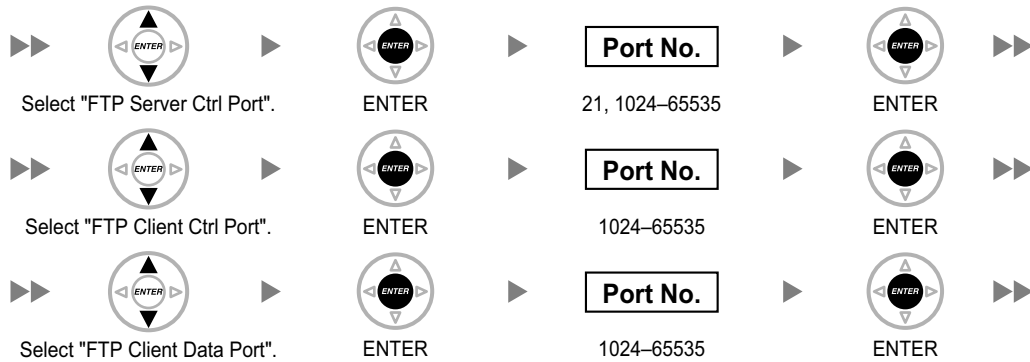 ENTER ENTER Port No. ENTER
Select "FTP Server Ctrl Port". ENTER 21, 1024–65535 ENTER
ENTER ENTER Port No. ENTER
Select "FTP Client Ctrl Port". ENTER 1024–65535 ENTER
ENTER ENTER Port No. ENTER
Select "FTP Client Data Port". ENTER 1024–65535 ENTER